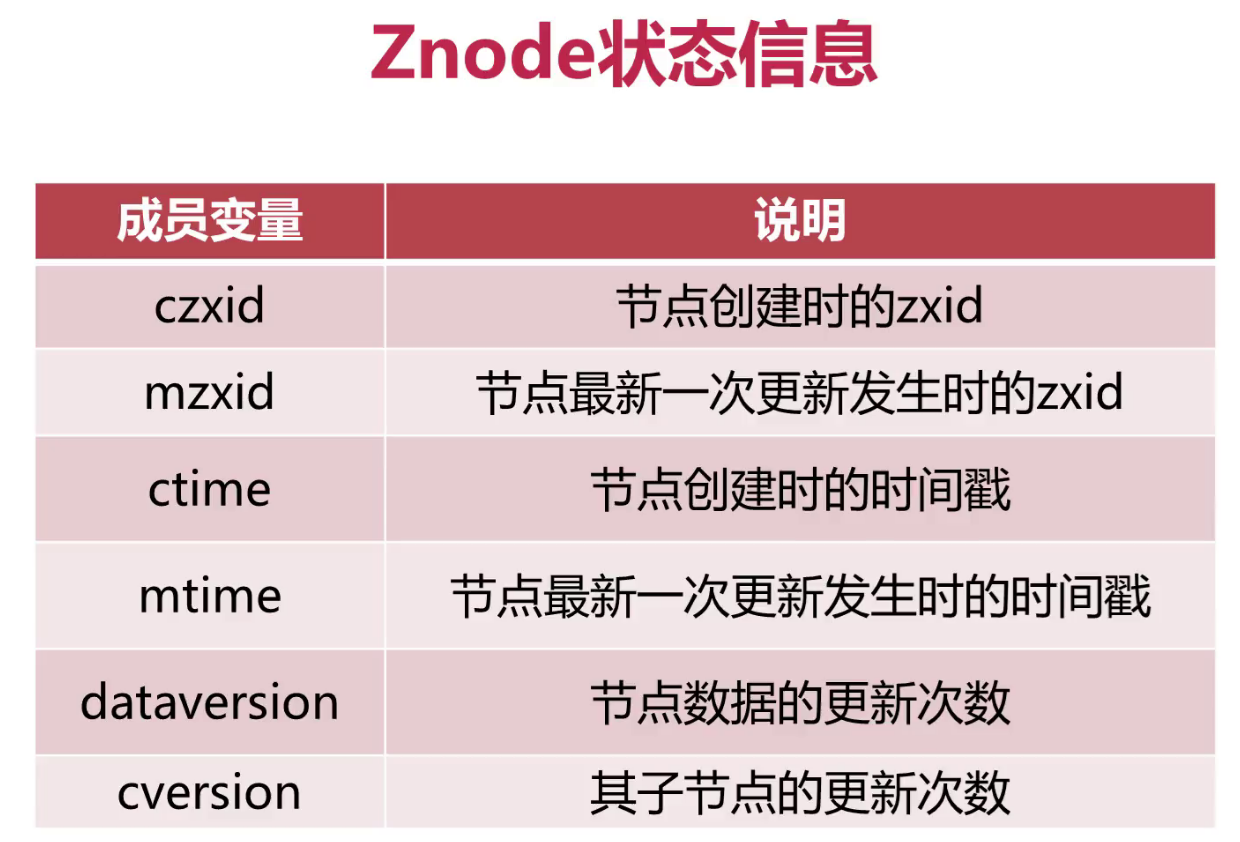 Znode状态信息
成员变量 说明
czxid 节点创建时的zxid
mzxid 节点最新一次更新发生时的zxid
ctime 节点创建时的时间戳
mtime 节点最新一次更新发生时的时间戳
dataversion 节点数据的更新次数
cversion 其子节点的更新次数